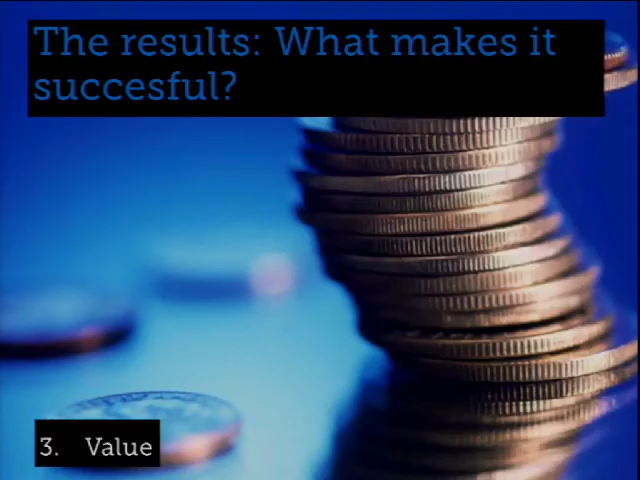 The results: What makes it
succesful?
3. Value